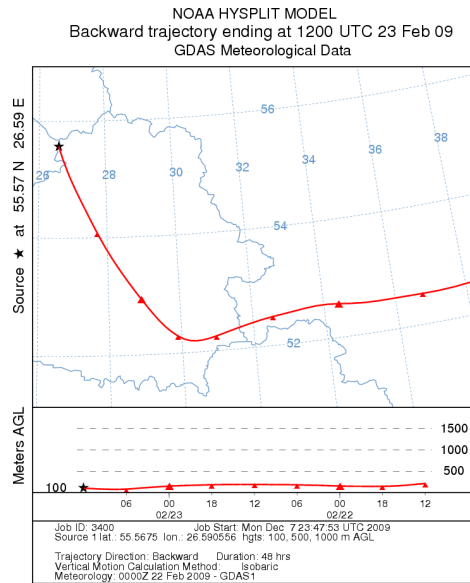 NOAA HYSPLIT MODEL
Backward trajectory ending at 1200 UTC 23 Feb 09
GDAS Meteorological Data
Source ★ at 55.57 N 26.59 E
56
38
36
34
32
30
28
26
54
52
Meters AGL
1500
1000
500
100
06 00 18 12 06 00 18 12
02/23 02/22
Job ID: 3400 Job Start: Mon Dec 7 23:47:53 UTC 2009
Source 1 lat.: 55.5675 lon.: 26.590556 hgts: 100, 500, 1000 m AGL
Trajectory Direction: Backward Duration: 48 hrs
Vertical Motion Calculation Method: Isobaric
Meteorology: 0000Z 22 Feb 2009 - GDAS1